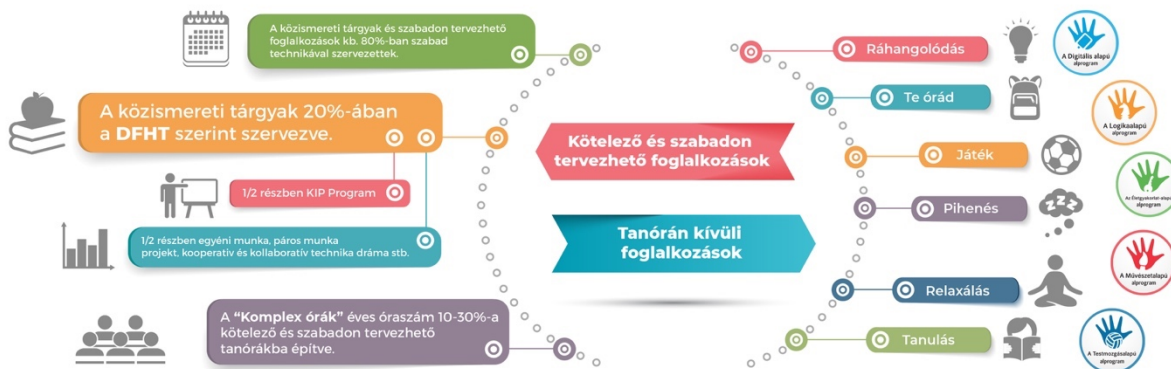 A közismereti tárgyak és szabadon tervezhető
foglalkozások kb. 80%-ban szabad
technikával szervezettek.
A közismereti tárgyak 20%-ában
a DFHT szerint szervezve.
1/2 részben KIP Program
1/2 részben egyéni munka, páros munka
projekt, kooperatív és kollaboratív technika dráma stb.
A “Komplex órák” éves óraszám 10-30%-a
kötelező és szabadon tervezhető
tanórákba építve.
Kötelező és szabadon
tervezhető foglalkozások
Tanórán kívüli
foglalkozások
Ráhangolódás
Te órád
Játék
Pihenés
Relaxálás
Tanulás
A Digitális alapú
alprogram
A Logikaalapú
alprogram
Az Életgyakorlat-alapú
alprogram
A Művészetalapú
alprogram
A Testmozgásalapú
alprogram